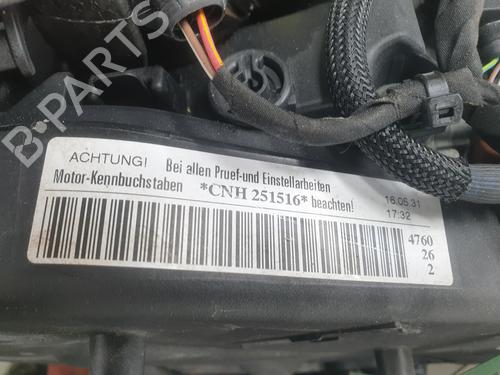 B-PARTS
ACHTUNG! Bei allen Pruef-und Einstellarbeiten
Motor-Kennbuchstaben *CNH 251516* beachten!
16.05.31
17:32
4760
26
2